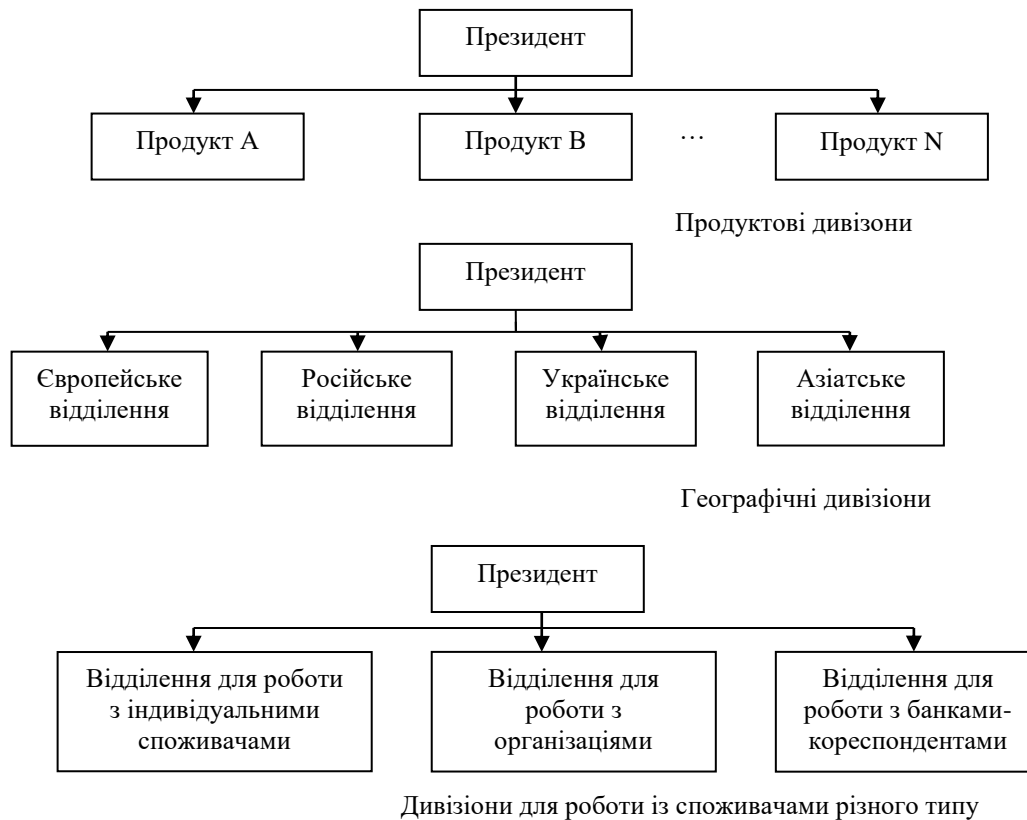 Президент
Продукт А
Продукт В
…
Продукт N
Продуктові дивізони
Президент
Європейське
відділення
Російське
відділення
Українське
відділення
Азіатське
відділення
Географічні дивізіони
Президент
Відділення для роботи
з індивідуальними
споживачами
Відділення для
роботи з
організаціями
Відділення для
роботи з банками-
кореспондентами
Дивізіони для роботи із споживачами різного типу